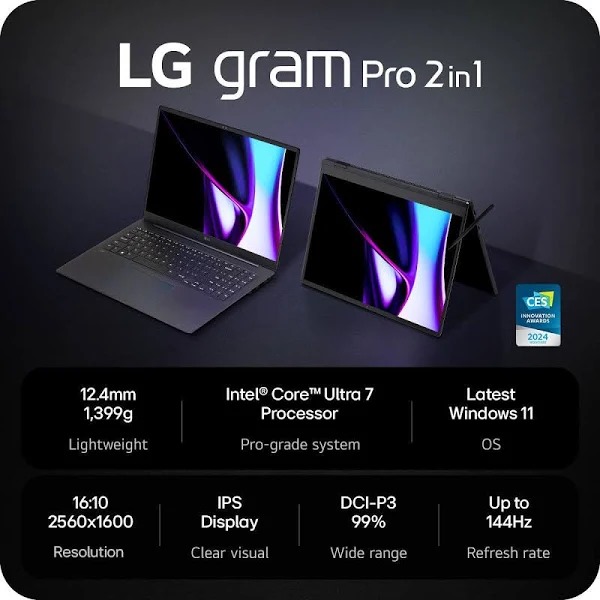 LG gram Pro 2in1
CES
INNOVATION
AWARDS
2024
12.4mm
1,399g
Lightweight
Intel® Core™ Ultra 7
Processor
Pro-grade system
Latest
Windows 11
OS
16:10
2560x1600
Resolution
IPS
Display
Clear visual
DCI-P3
99%
Wide range
Up to
144Hz
Refresh rate